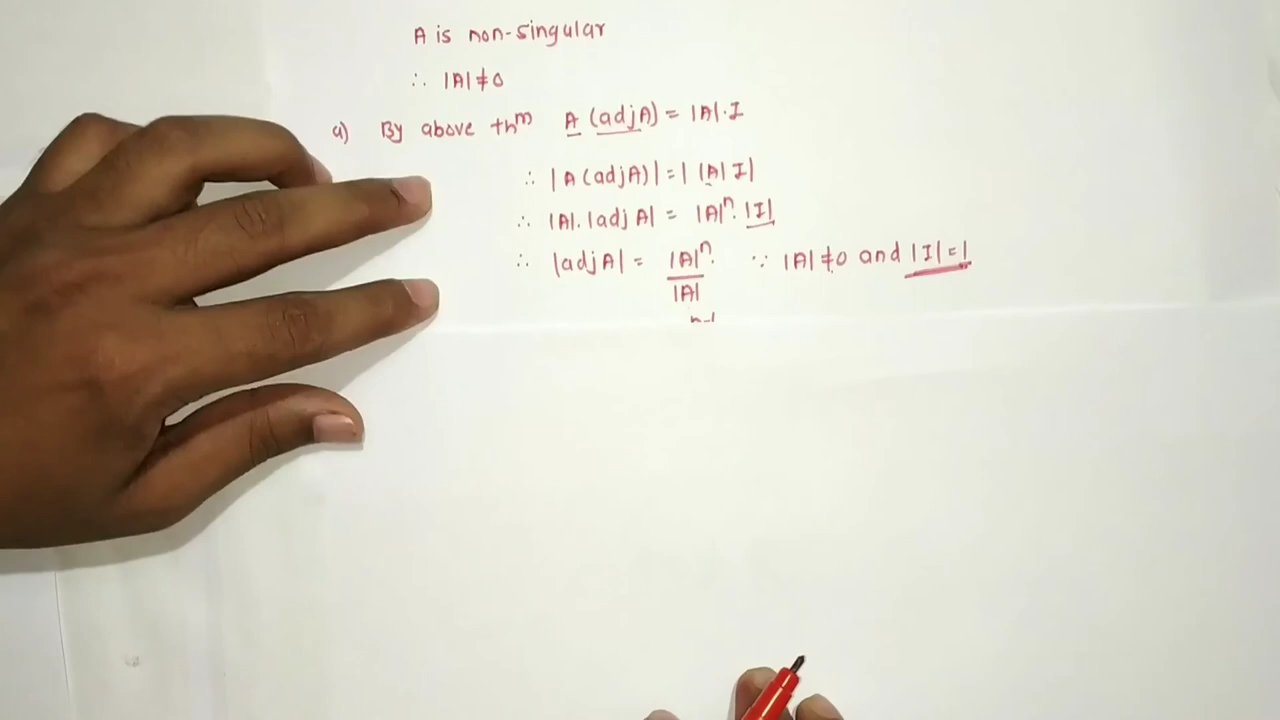 A is non-singular
∴ |A| ≠ 0
a) By above thᵐ A (adjA) = |A|·I
∴ |A (adjA)| = | |A| I|
∴ |A|. |adj A| = |A|ⁿ. |I|
∴ |adj A| = |A|ⁿ / |A| ∵ |A| ≠ 0 and |I| = 1